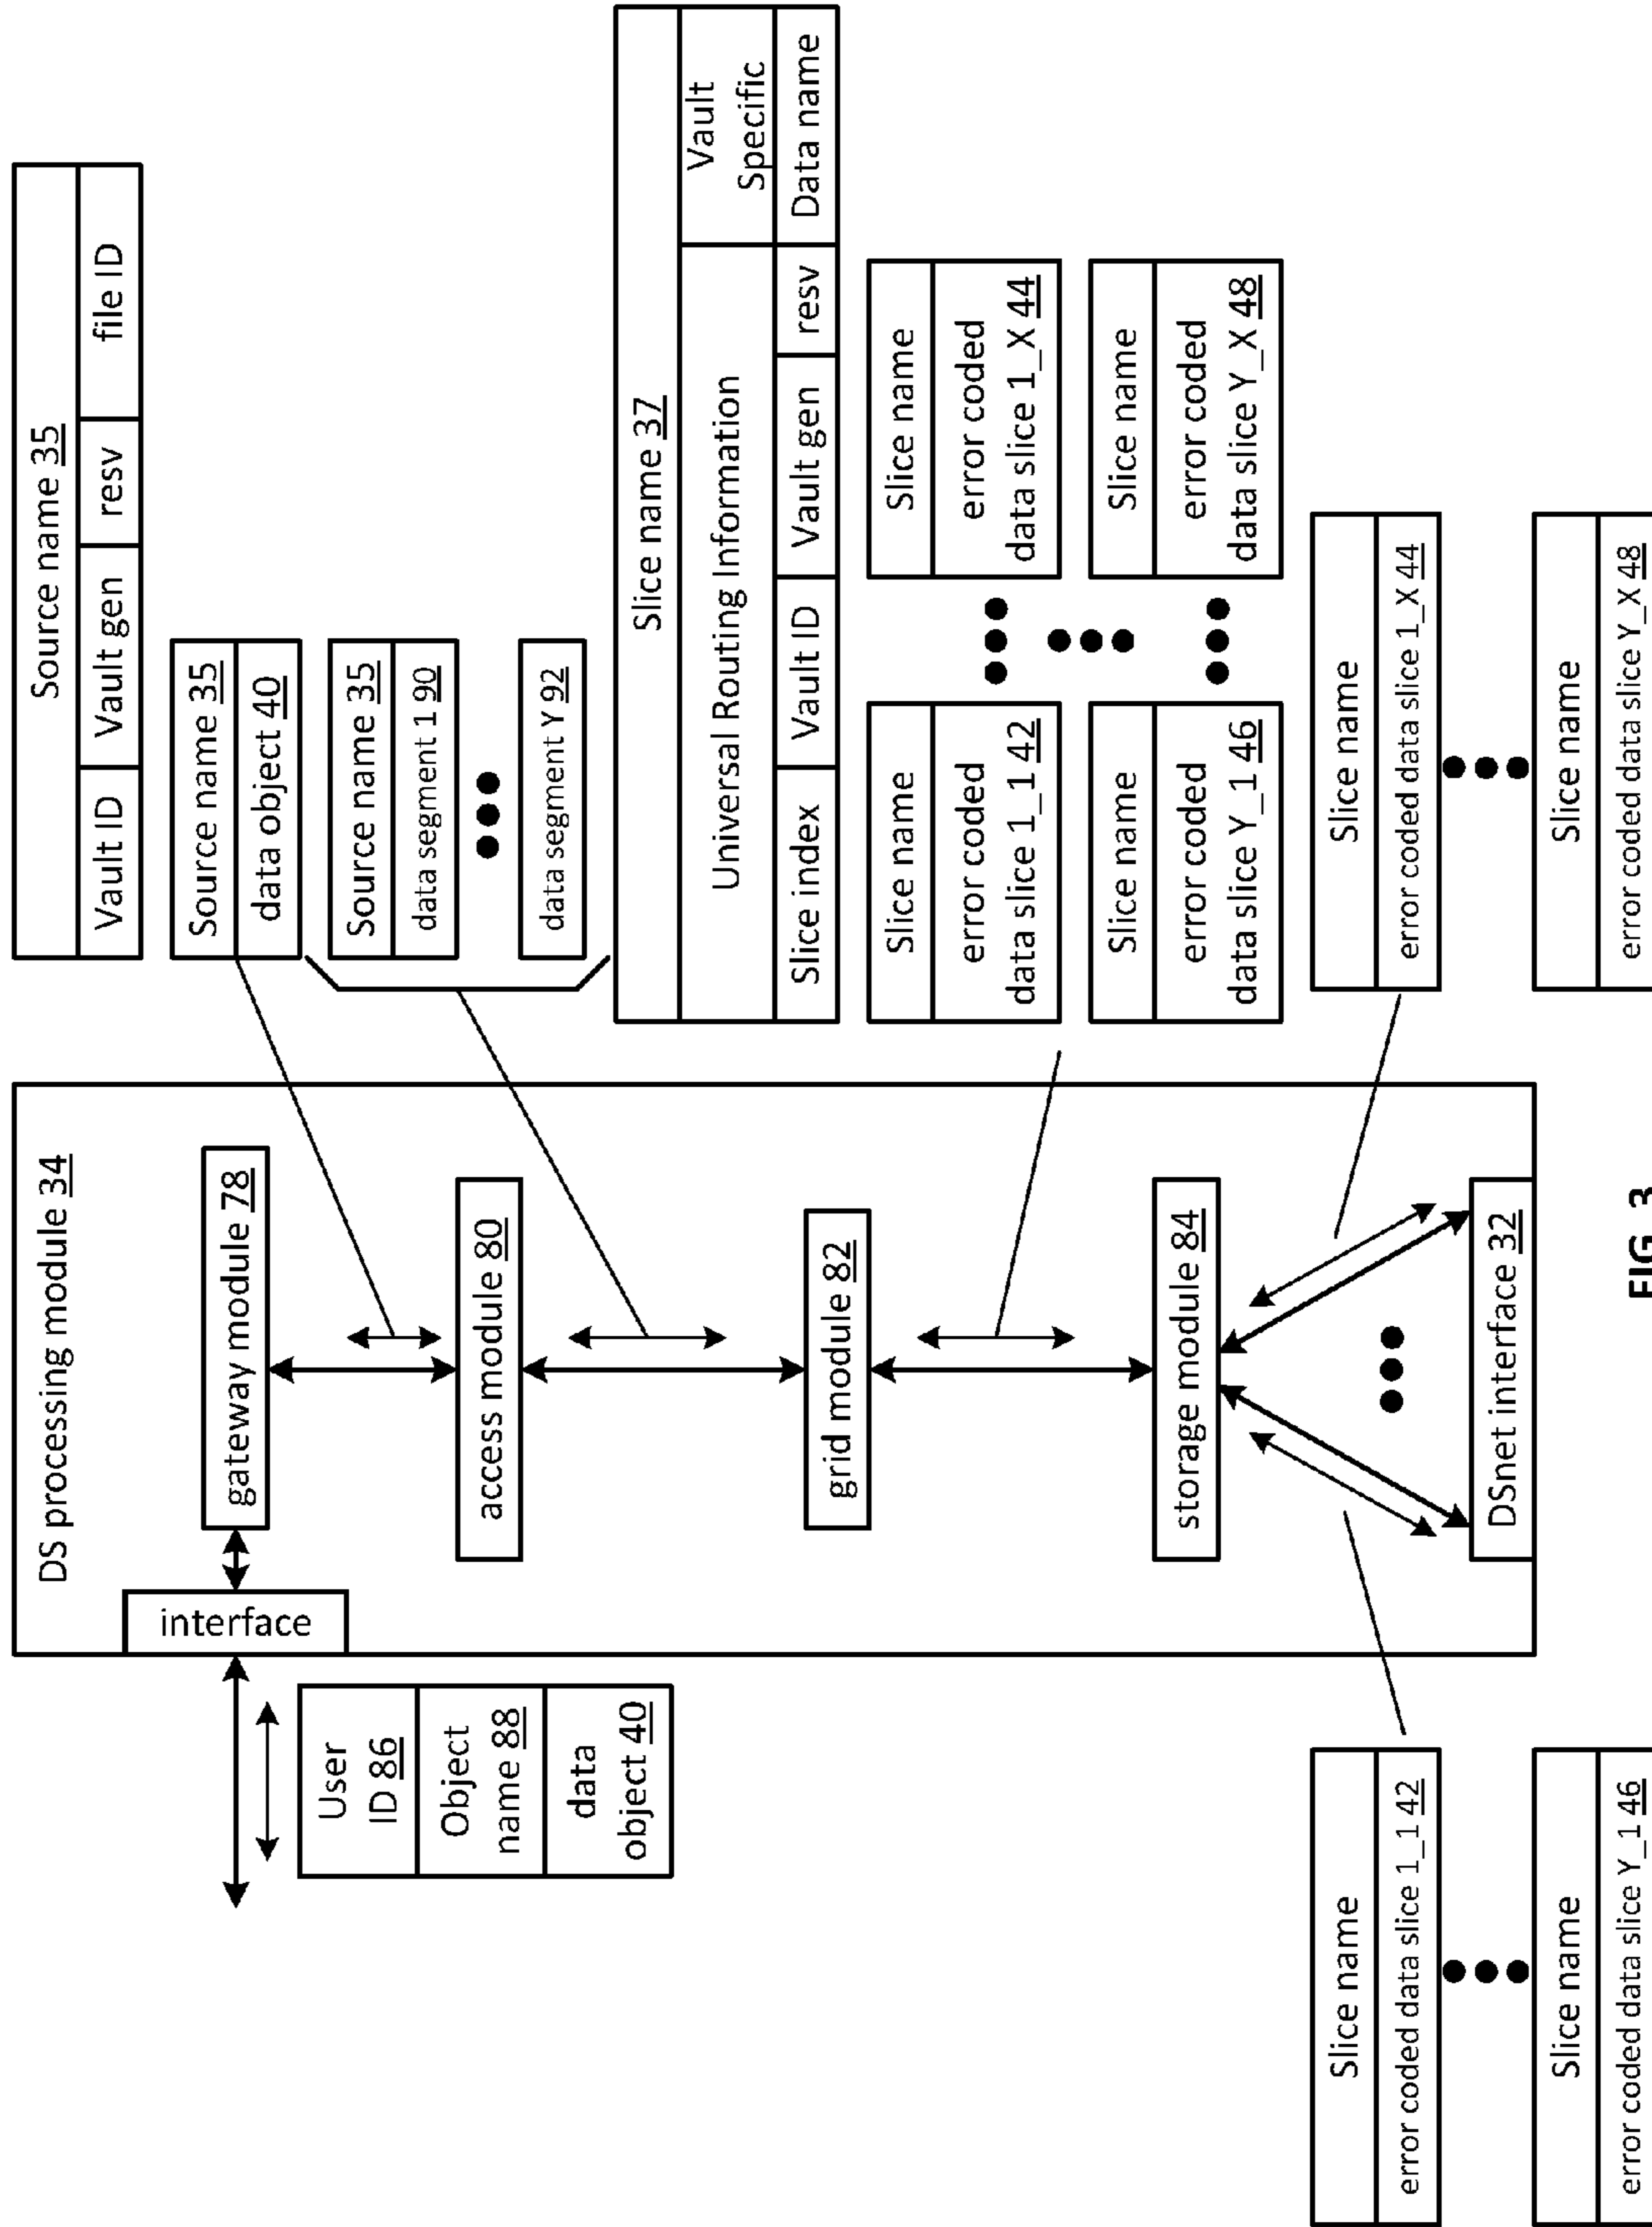 DS processing module 34
interface
gateway module 78
access module 80
grid module 82
storage module 84
DSnet interface 32
User
ID 86
Object
name 88
data
object 40
Source name 35
Vault ID
Vault gen
resv
file ID
Source name 35
data object 40
Source name 35
data segment 1 90
data segment Y 92
Slice name 37
Universal Routing Information
Vault
Specific
Slice index
Vault ID
Vault gen
resv
Data name
Slice name
error coded
data slice 1_1 42
Slice name
error coded
data slice 1_X 44
Slice name
error coded
data slice Y_1 46
Slice name
error coded
data slice Y_X 48
Slice name
error coded data slice 1_1 42
Slice name
error coded data slice Y_1 46
Slice name
error coded data slice 1_X 44
Slice name
error coded data slice Y_X 48
FIG. 3